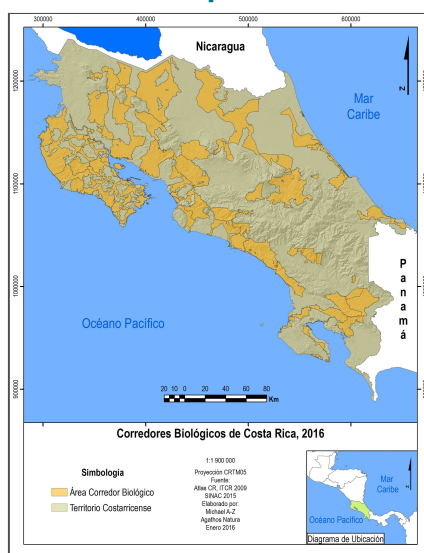 300000 400000 500000 600000
Nicaragua
N
1200000
Mar
Caribe
1100000
1000000
P
a
n
a
m
á
Océano Pacífico
900000
20 10 0 20 40 60 80
Km
Corredores Biológicos de Costa Rica, 2016
Simbología
Área Corredor Biológico
Territorio Costarricense
1:1 900 000
Proyección CRTM05
Fuente:
Atlas CR, ITCR 2009
SINAC 2015
Elaborado por:
Michael A-Z
Agathos Natura
Enero 2016
Mar
Caribe
Océano Pacífico
Diagrama de Ubicación